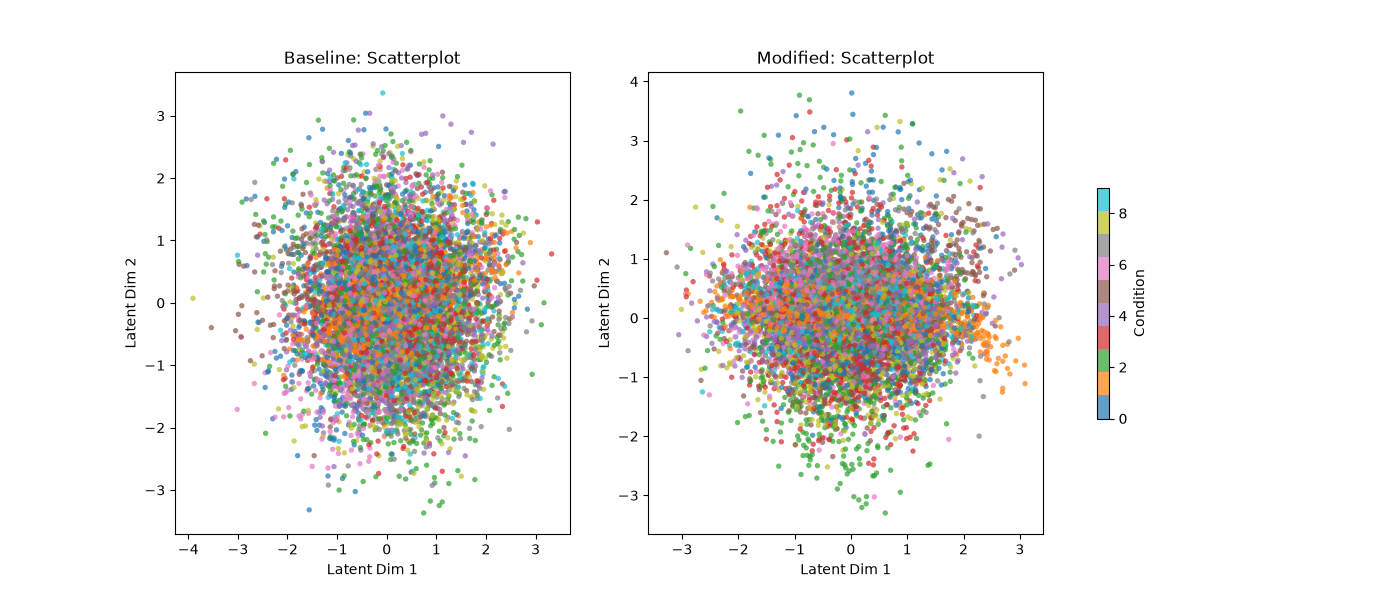 Baseline: Scatterplot
Modified: Scatterplot
Latent Dim 2
3
2
1
0
−1
−2
−3
−4 −3 −2 −1 0 1 2 3
Latent Dim 1
Latent Dim 2
4
3
2
1
0
−1
−2
−3
−3 −2 −1 0 1 2 3
Latent Dim 1
8
6
4
2
0
Condition